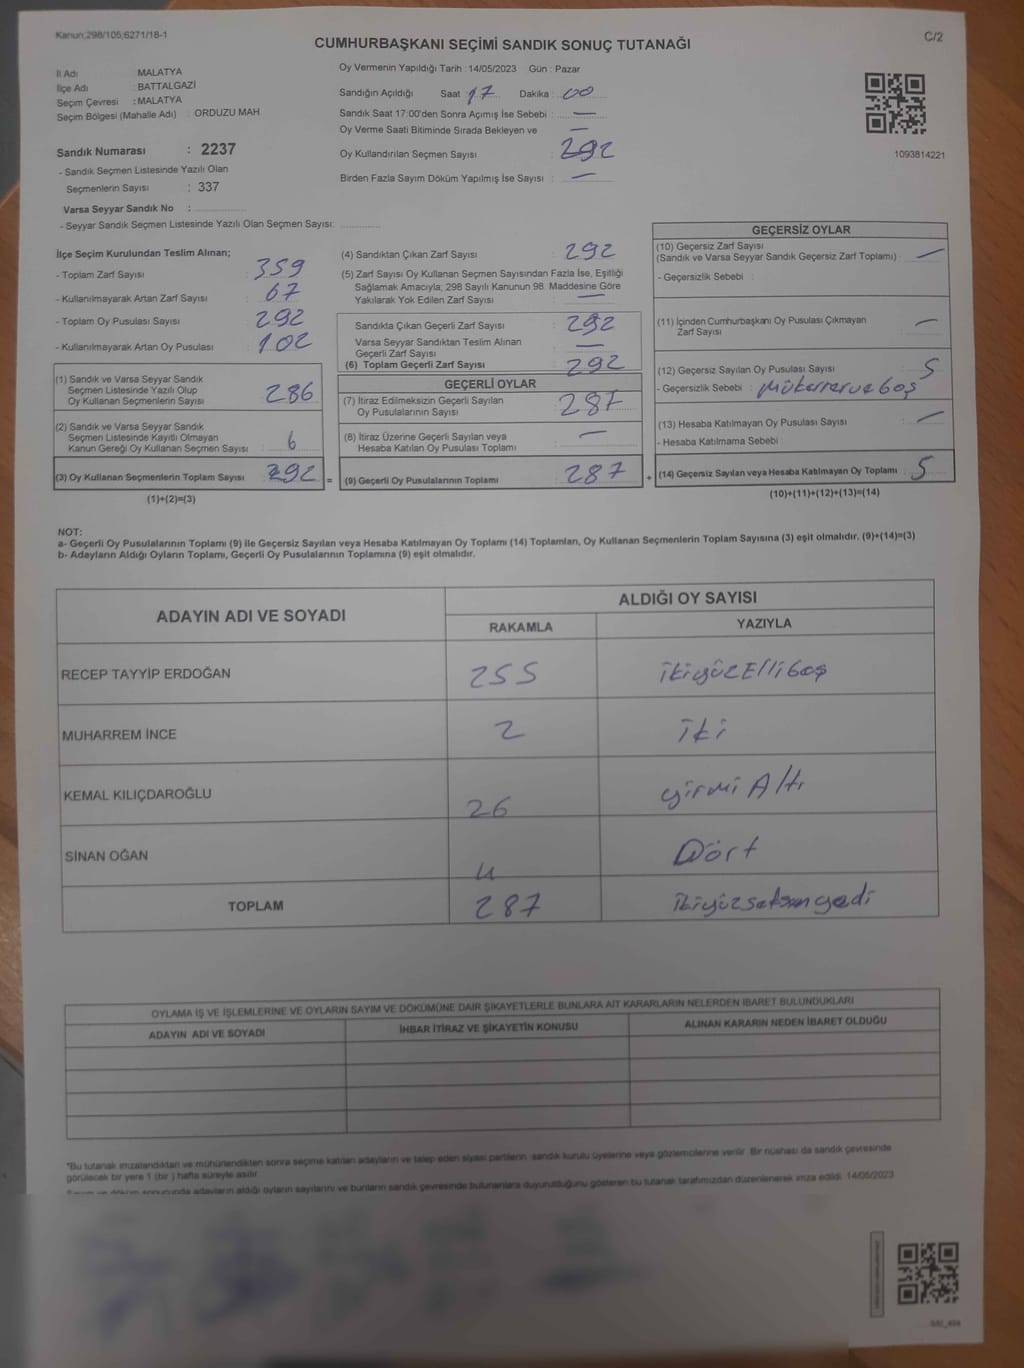 Kanun;298/105;6271/18-1
C/2
CUMHURBAŞKANI SEÇİMİ SANDIK SONUÇ TUTANAĞI
İl Adı : MALATYA
İlçe Adı : BATTALGAZİ
Seçim Çevresi : MALATYA
Seçim Bölgesi (Mahalle Adı) : ORDUZU MAH.
Sandık Numarası : 2237
- Sandık Seçmen Listesinde Yazılı Olan
Seçmenlerin Sayısı : 337
Varsa Seyyar Sandık No :
- Seyyar Sandık Seçmen Listesinde Yazılı Olan Seçmen Sayısı:
Oy Vermenin Yapıldığı Tarih : 14/05/2023 Gün : Pazar
Sandığın Açıldığı Saat 17 Dakika : 00
Sandık Saat 17:00'den Sonra Açımış İse Sebebi : —
Oy Verme Saati Bitiminde Sırada Bekleyen ve —
Oy Kullandırılan Seçmen Sayısı : 292
Birden Fazla Sayım Döküm Yapılmış İse Sayısı : —
1093814221
İlçe Seçim Kurulundan Teslim Alınan;
- Toplam Zarf Sayısı : 359
- Kullanılmayarak Artan Zarf Sayısı : 67
- Toplam Oy Pusulası Sayısı : 292
- Kullanılmayarak Artan Oy Pusulası : 102
(1) Sandık ve Varsa Seyyar Sandık
Seçmen Listesinde Yazılı Olup
Oy Kullanan Seçmenlerin Sayısı : 286
(2) Sandık ve Varsa Seyyar Sandık
Seçmen Listesinde Kayıtlı Olmayan
Kanun Gereği Oy Kullanan Seçmen Sayısı : 6
(3) Oy Kullanan Seçmenlerin Toplam Sayısı : 292 =
(1)+(2)=(3)
(4) Sandıktan Çıkan Zarf Sayısı : 292
(5) Zarf Sayısı Oy Kullanan Seçmen Sayısından Fazla İse, Eşitliği
Sağlamak Amacıyla; 298 Sayılı Kanunun 98. Maddesine Göre
Yakılarak Yok Edilen Zarf Sayısı : —
Sandıkta Çıkan Geçerli Zarf Sayısı : 292
Varsa Seyyar Sandıktan Teslim Alınan
Geçerli Zarf Sayısı : —
(6) Toplam Geçerli Zarf Sayısı : 292
GEÇERLİ OYLAR
(7) İtiraz Edilmeksizin Geçerli Sayılan
Oy Pusulalarının Sayısı : 287
(8) İtiraz Üzerine Geçerli Sayılan veya
Hesaba Katılan Oy Pusulası Toplamı : —
(9) Geçerli Oy Pusulalarının Toplamı : 287 +
GEÇERSİZ OYLAR
(10) Geçersiz Zarf Sayısı
(Sandık ve Varsa Seyyar Sandık Geçersiz Zarf Toplamı) : —
- Geçersizlik Sebebi :
(11) İçinden Cumhurbaşkanı Oy Pusulası Çıkmayan
Zarf Sayısı : —
(12) Geçersiz Sayılan Oy Pusulası Sayısı : 5
- Geçersizlik Sebebi : Mükerrer ve boş
(13) Hesaba Katılmayan Oy Pusulası Sayısı : —
- Hesaba Katılmama Sebebi :
(14) Geçersiz Sayılan veya Hesaba Katılmayan Oy Toplamı : 5
(10)+(11)+(12)+(13)=(14)
NOT:
a- Geçerli Oy Pusulalarının Toplamı (9) ile Geçersiz Sayılan veya Hesaba Katılmayan Oy Toplamı (14) Toplamları, Oy Kullanan Seçmenlerin Toplam Sayısına (3) eşit olmalıdır. (9)+(14)=(3)
b- Adayların Aldığı Oyların Toplamı, Geçerli Oy Pusulalarının Toplamına (9) eşit olmalıdır.
ADAYIN ADI VE SOYADI ALDIĞI OY SAYISI
RAKAMLA YAZIYLA
RECEP TAYYİP ERDOĞAN 255 ikiyüzElli beş
MUHARREM İNCE 2 iki
KEMAL KILIÇDAROĞLU 26 yirmi Altı
SİNAN OĞAN 4 Dört
TOPLAM 287 ikiyüzseksenyedi
OYLAMA İŞ VE İŞLEMLERİNE VE OYLARIN SAYIM VE DÖKÜMÜNE DAİR ŞİKAYETLERLE BUNLARA AİT KARARLARIN NELERDEN İBARET BULUNDUKLARI
ADAYIN ADI VE SOYADI İHBAR İTİRAZ VE ŞİKAYETİN KONUSU ALINAN KARARIN NEDEN İBARET OLDUĞU
*Bu tutanak imzalandıktan ve mühürlendikten sonra seçime katılan adayların ve talep eden siyasi partilerin sandık kurulu üyelerine veya gözlemcilerine verilir. Bir nüshası da sandık çevresinde
görülecek bir yere 1 (bir ) hafta süreyle asılır.
adayların aldığı oyların sayılarını ve bunların sandık çevresinde bulunanlara duyurulduğunu gösteren bu tutanak tarafımızdan düzenlenerek imza edildi. 14/05/2023